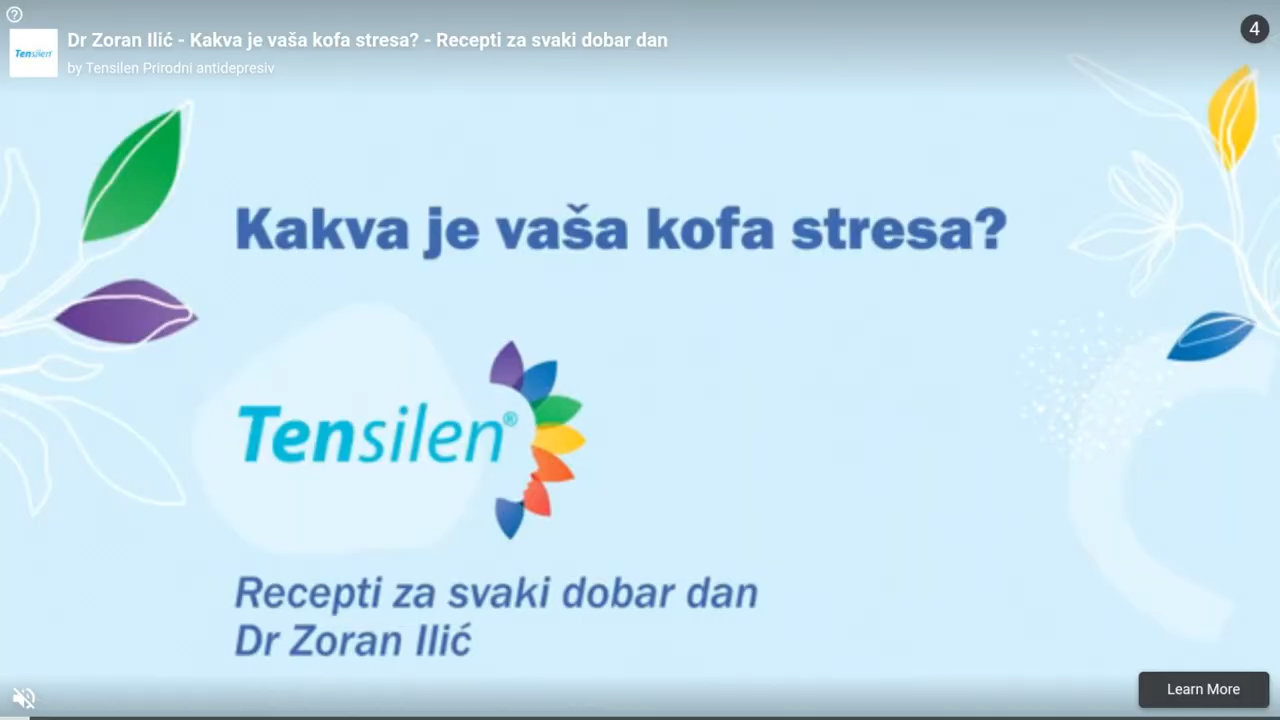 Dr Zoran Ilić - Kakva je vaša kofa stresa? - Recepti za svaki dobar dan
4
Tensilen
by Tensilen Prirodni antidepresiv
Kakva je vaša kofa stresa?
Tensilen®
Recepti za svaki dobar dan
Dr Zoran Ilić
Learn More